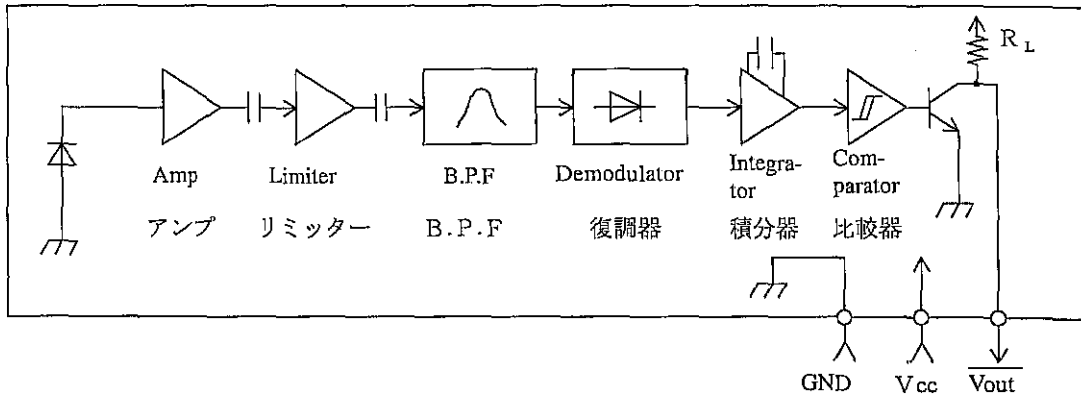 R L
Amp
Limiter
B.P.F
Demodulator
Integra-
tor
Com-
parator
アンプ
リミッター
B.P.F
復調器
積分器
比較器
GND
Vcc
Vout